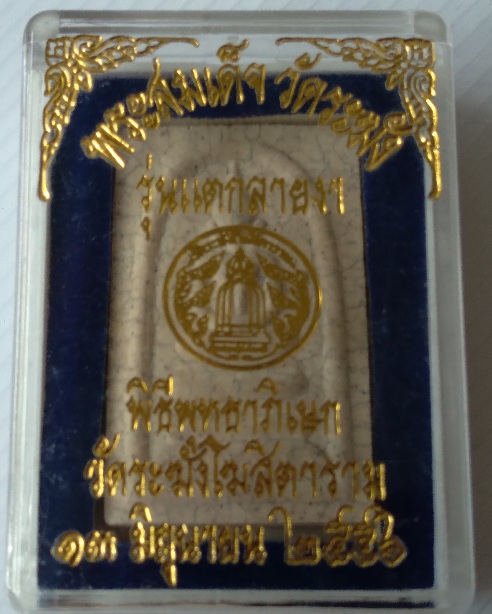 พระสมเด็จ วัดระฆัง
รุ่นแตกลายงา
พิธีพุทธาภิเษก
วัดระฆังโฆสิตาราม
๑๓ มิถุนายน ๒๕๕๖